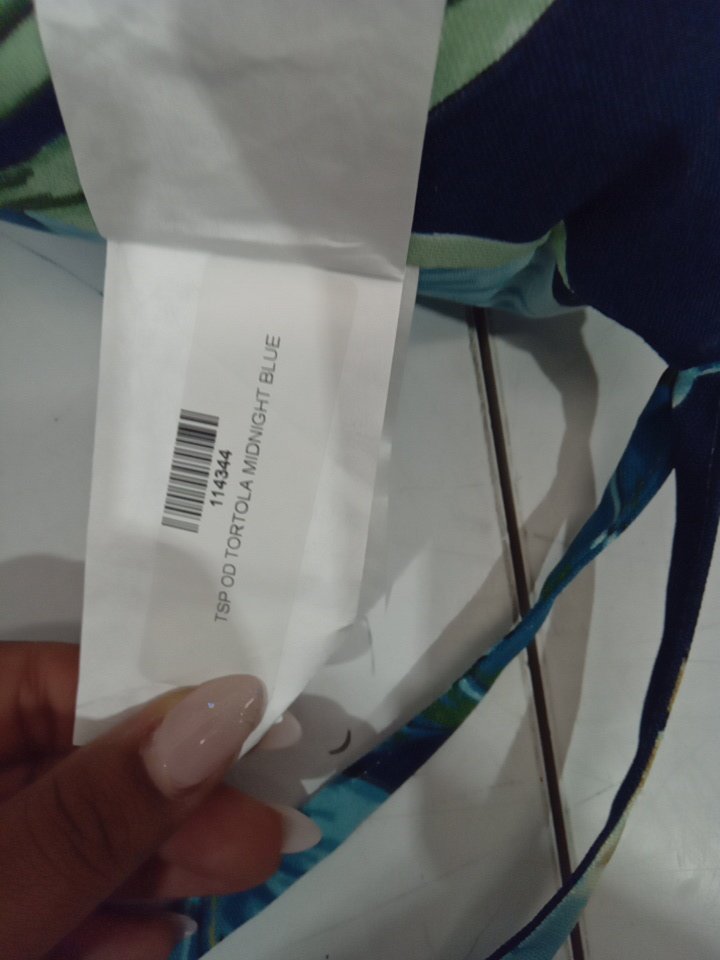 114344
TSP OD TORTOLA MIDNIGHT BLUE